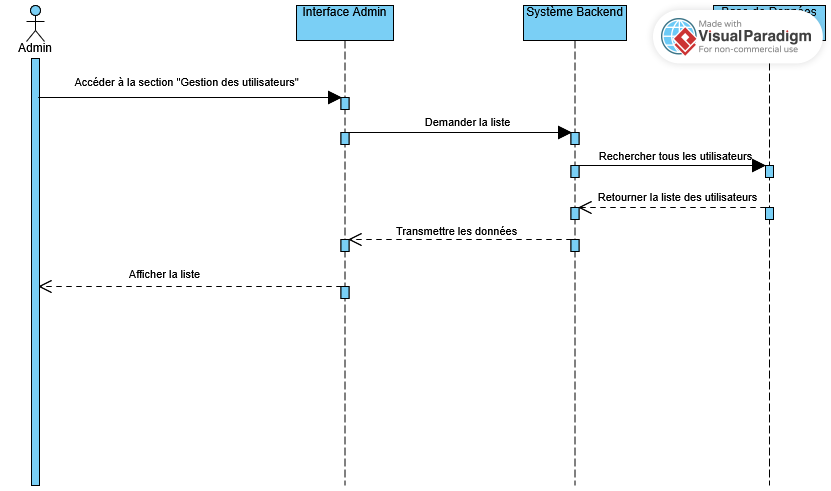 Interface Admin
Système Backend
Base de Données
Made with
VisualParadigm
For non-commercial use
Admin
Accéder à la section "Gestion des utilisateurs"
Demander la liste
Rechercher tous les utilisateurs
Retourner la liste des utilisateurs
Transmettre les données
Afficher la liste